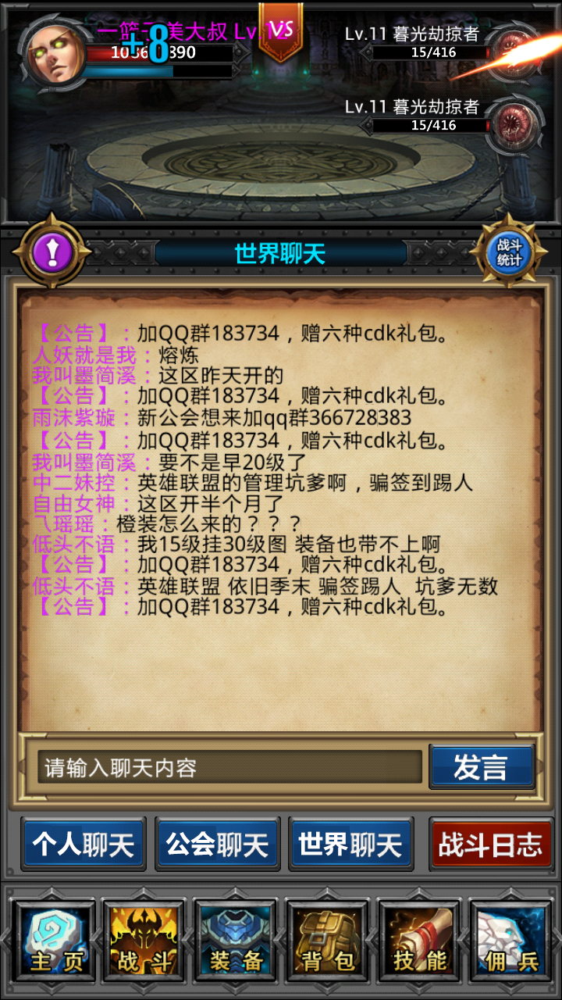 一篮子美大叔 Lv.12
+8
VS
Lv.11 暮光劫掠者
15/416
Lv.11 暮光劫掠者
15/416
世界聊天
战斗
统计
【公告】：加QQ群183734，赠六种cdk礼包。
人妖就是我：熔炼
我叫墨简溪：这区昨天开的
【公告】：加QQ群183734，赠六种cdk礼包。
雨沫紫璇：新公会想来加qq群366728383
【公告】：加QQ群183734，赠六种cdk礼包。
我叫墨简溪：要不是早20级了
中二妹控：英雄联盟的管理坑爹啊，骗签到踢人
自由女神：这区开半个月了
乀瑶瑶：橙装怎么来的？？？
低头不语：我15级挂30级图 装备也带不上啊
【公告】：加QQ群183734，赠六种cdk礼包。
低头不语：英雄联盟 依旧季末 骗签踢人 坑爹无数
【公告】：加QQ群183734，赠六种cdk礼包。
请输入聊天内容
发言
个人聊天 公会聊天 世界聊天 战斗日志
主页 战斗 装备 背包 技能 佣兵